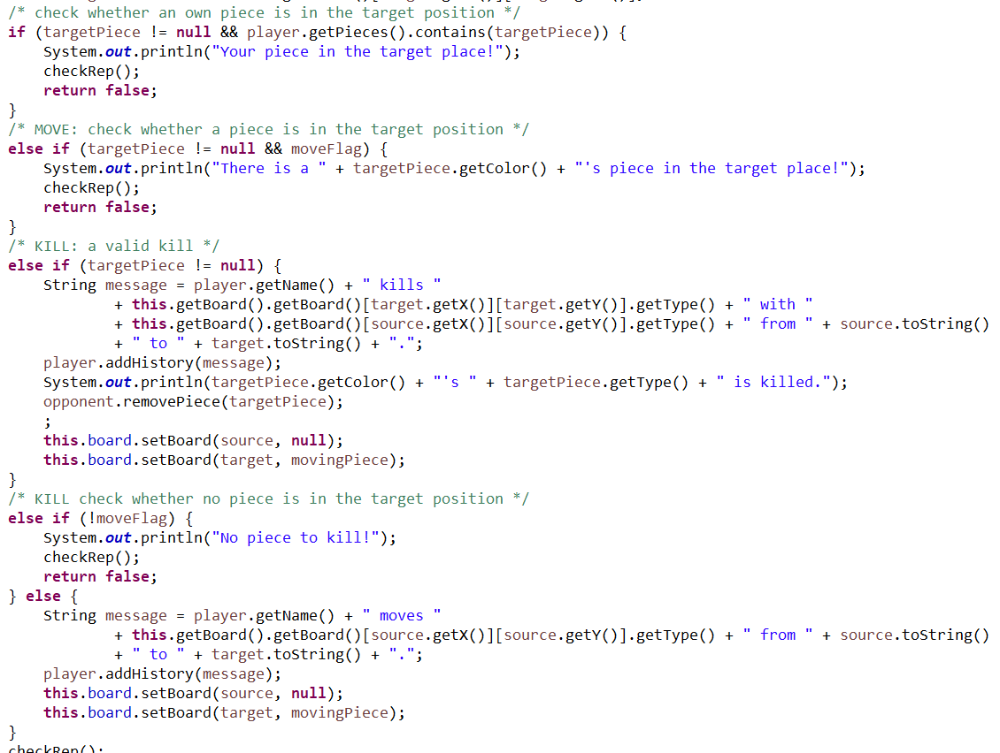 /* check whether an own piece is in the target position */
if (targetPiece != null && player.getPieces().contains(targetPiece)) {
    System.out.println("Your piece in the target place!");
    checkRep();
    return false;
}
/* MOVE: check whether a piece is in the target position */
else if (targetPiece != null && moveFlag) {
    System.out.println("There is a " + targetPiece.getColor() + "'s piece in the target place!");
    checkRep();
    return false;
}
/* KILL: a valid kill */
else if (targetPiece != null) {
    String message = player.getName() + " kills "
            + this.getBoard().getBoard()[target.getX()][target.getY()].getType() + " with "
            + this.getBoard().getBoard()[source.getX()][source.getY()].getType() + " from " + source.toString()
            + " to " + target.toString() + ".";
    player.addHistory(message);
    System.out.println(targetPiece.getColor() + "'s " + targetPiece.getType() + " is killed.");
    opponent.removePiece(targetPiece);
    ;
    this.board.setBoard(source, null);
    this.board.setBoard(target, movingPiece);
}
/* KILL check whether no piece is in the target position */
else if (!moveFlag) {
    System.out.println("No piece to kill!");
    checkRep();
    return false;
} else {
    String message = player.getName() + " moves "
            + this.getBoard().getBoard()[source.getX()][source.getY()].getType() + " from " + source.toString()
            + " to " + target.toString() + ".";
    player.addHistory(message);
    this.board.setBoard(source, null);
    this.board.setBoard(target, movingPiece);
}
checkRep();